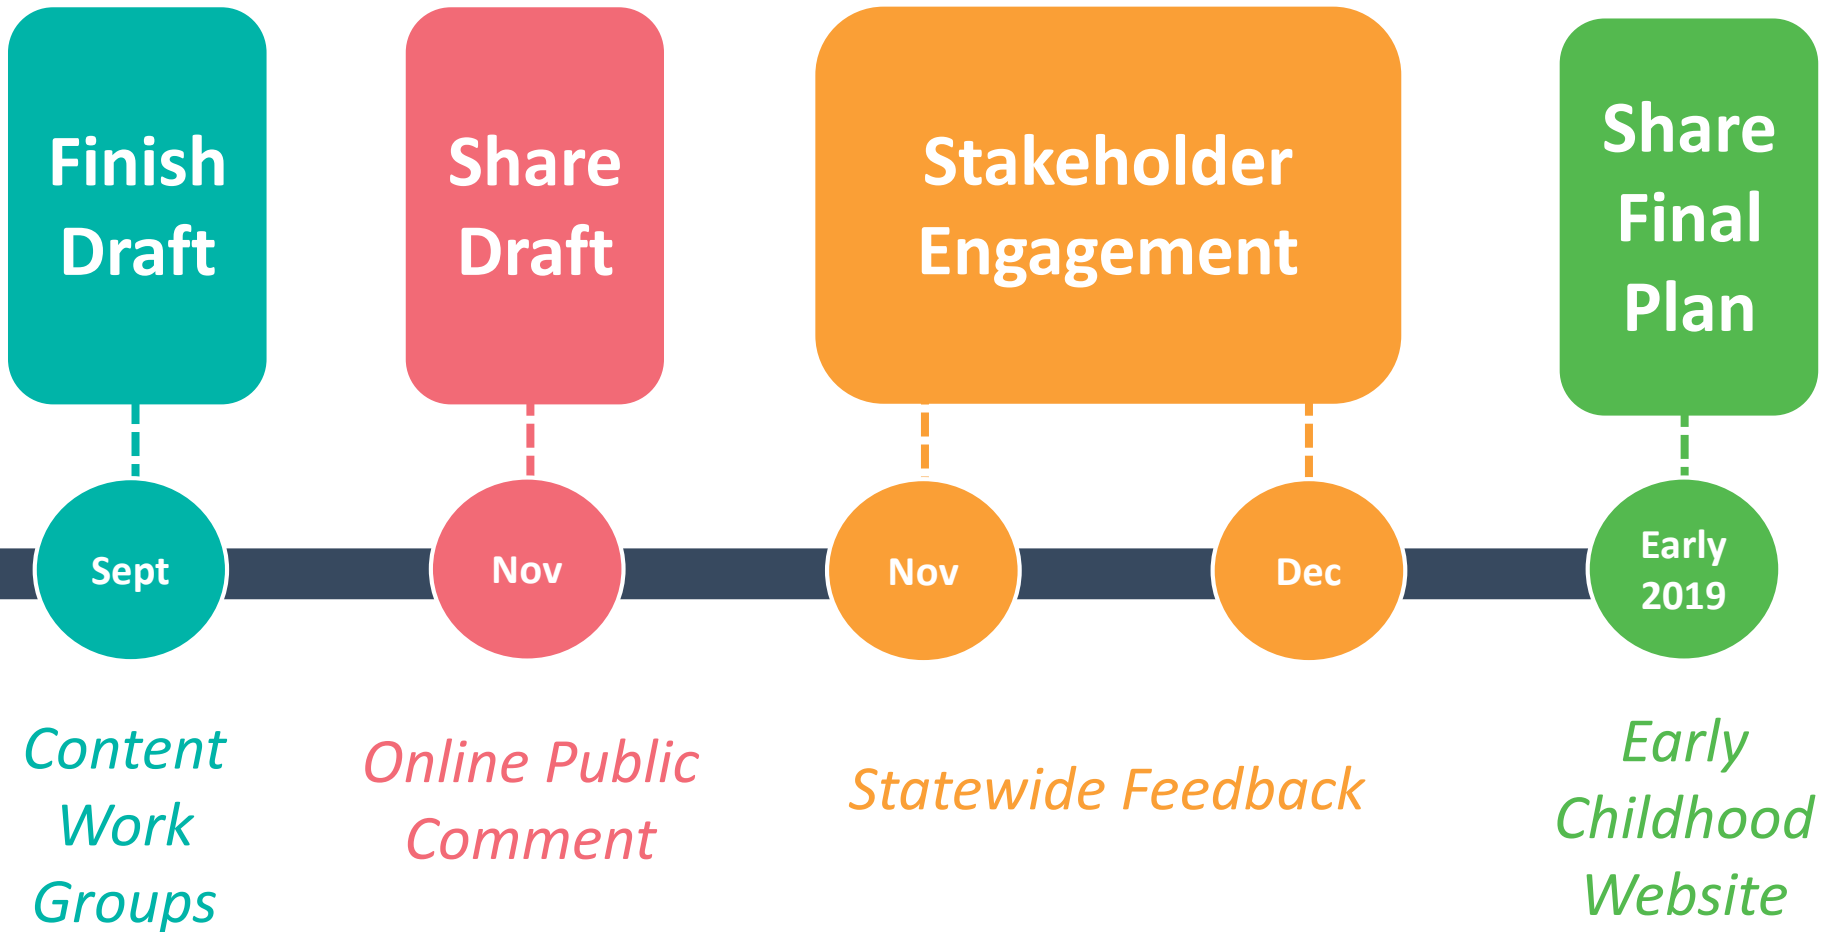 Finish
Draft
Share
Draft
Stakeholder
Engagement
Share
Final
Plan
Sept
Nov
Nov
Dec
Early
2019
Content
Work
Groups
Online Public
Comment
Statewide Feedback
Early
Childhood
Website